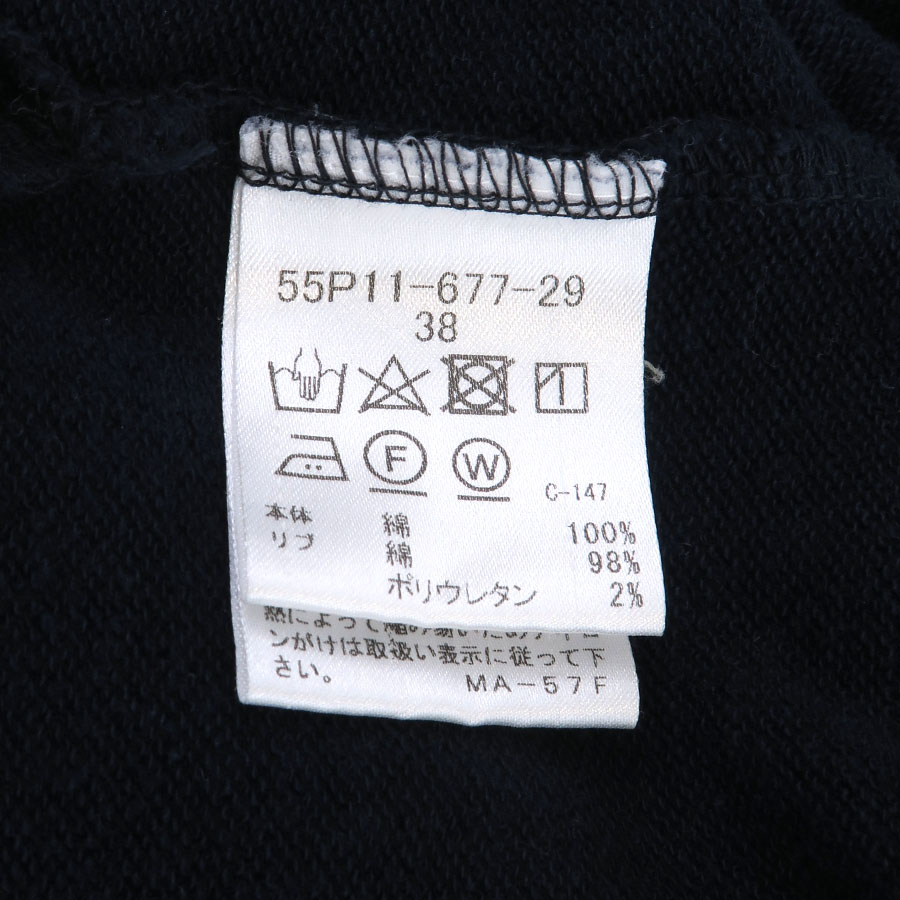 55P11-677-29
38
F W
C-147
本体 綿 100%
リブ 綿 98%
ポリウレタン 2%
ンがけは取扱い表示に従って下
さい。
MA-57F